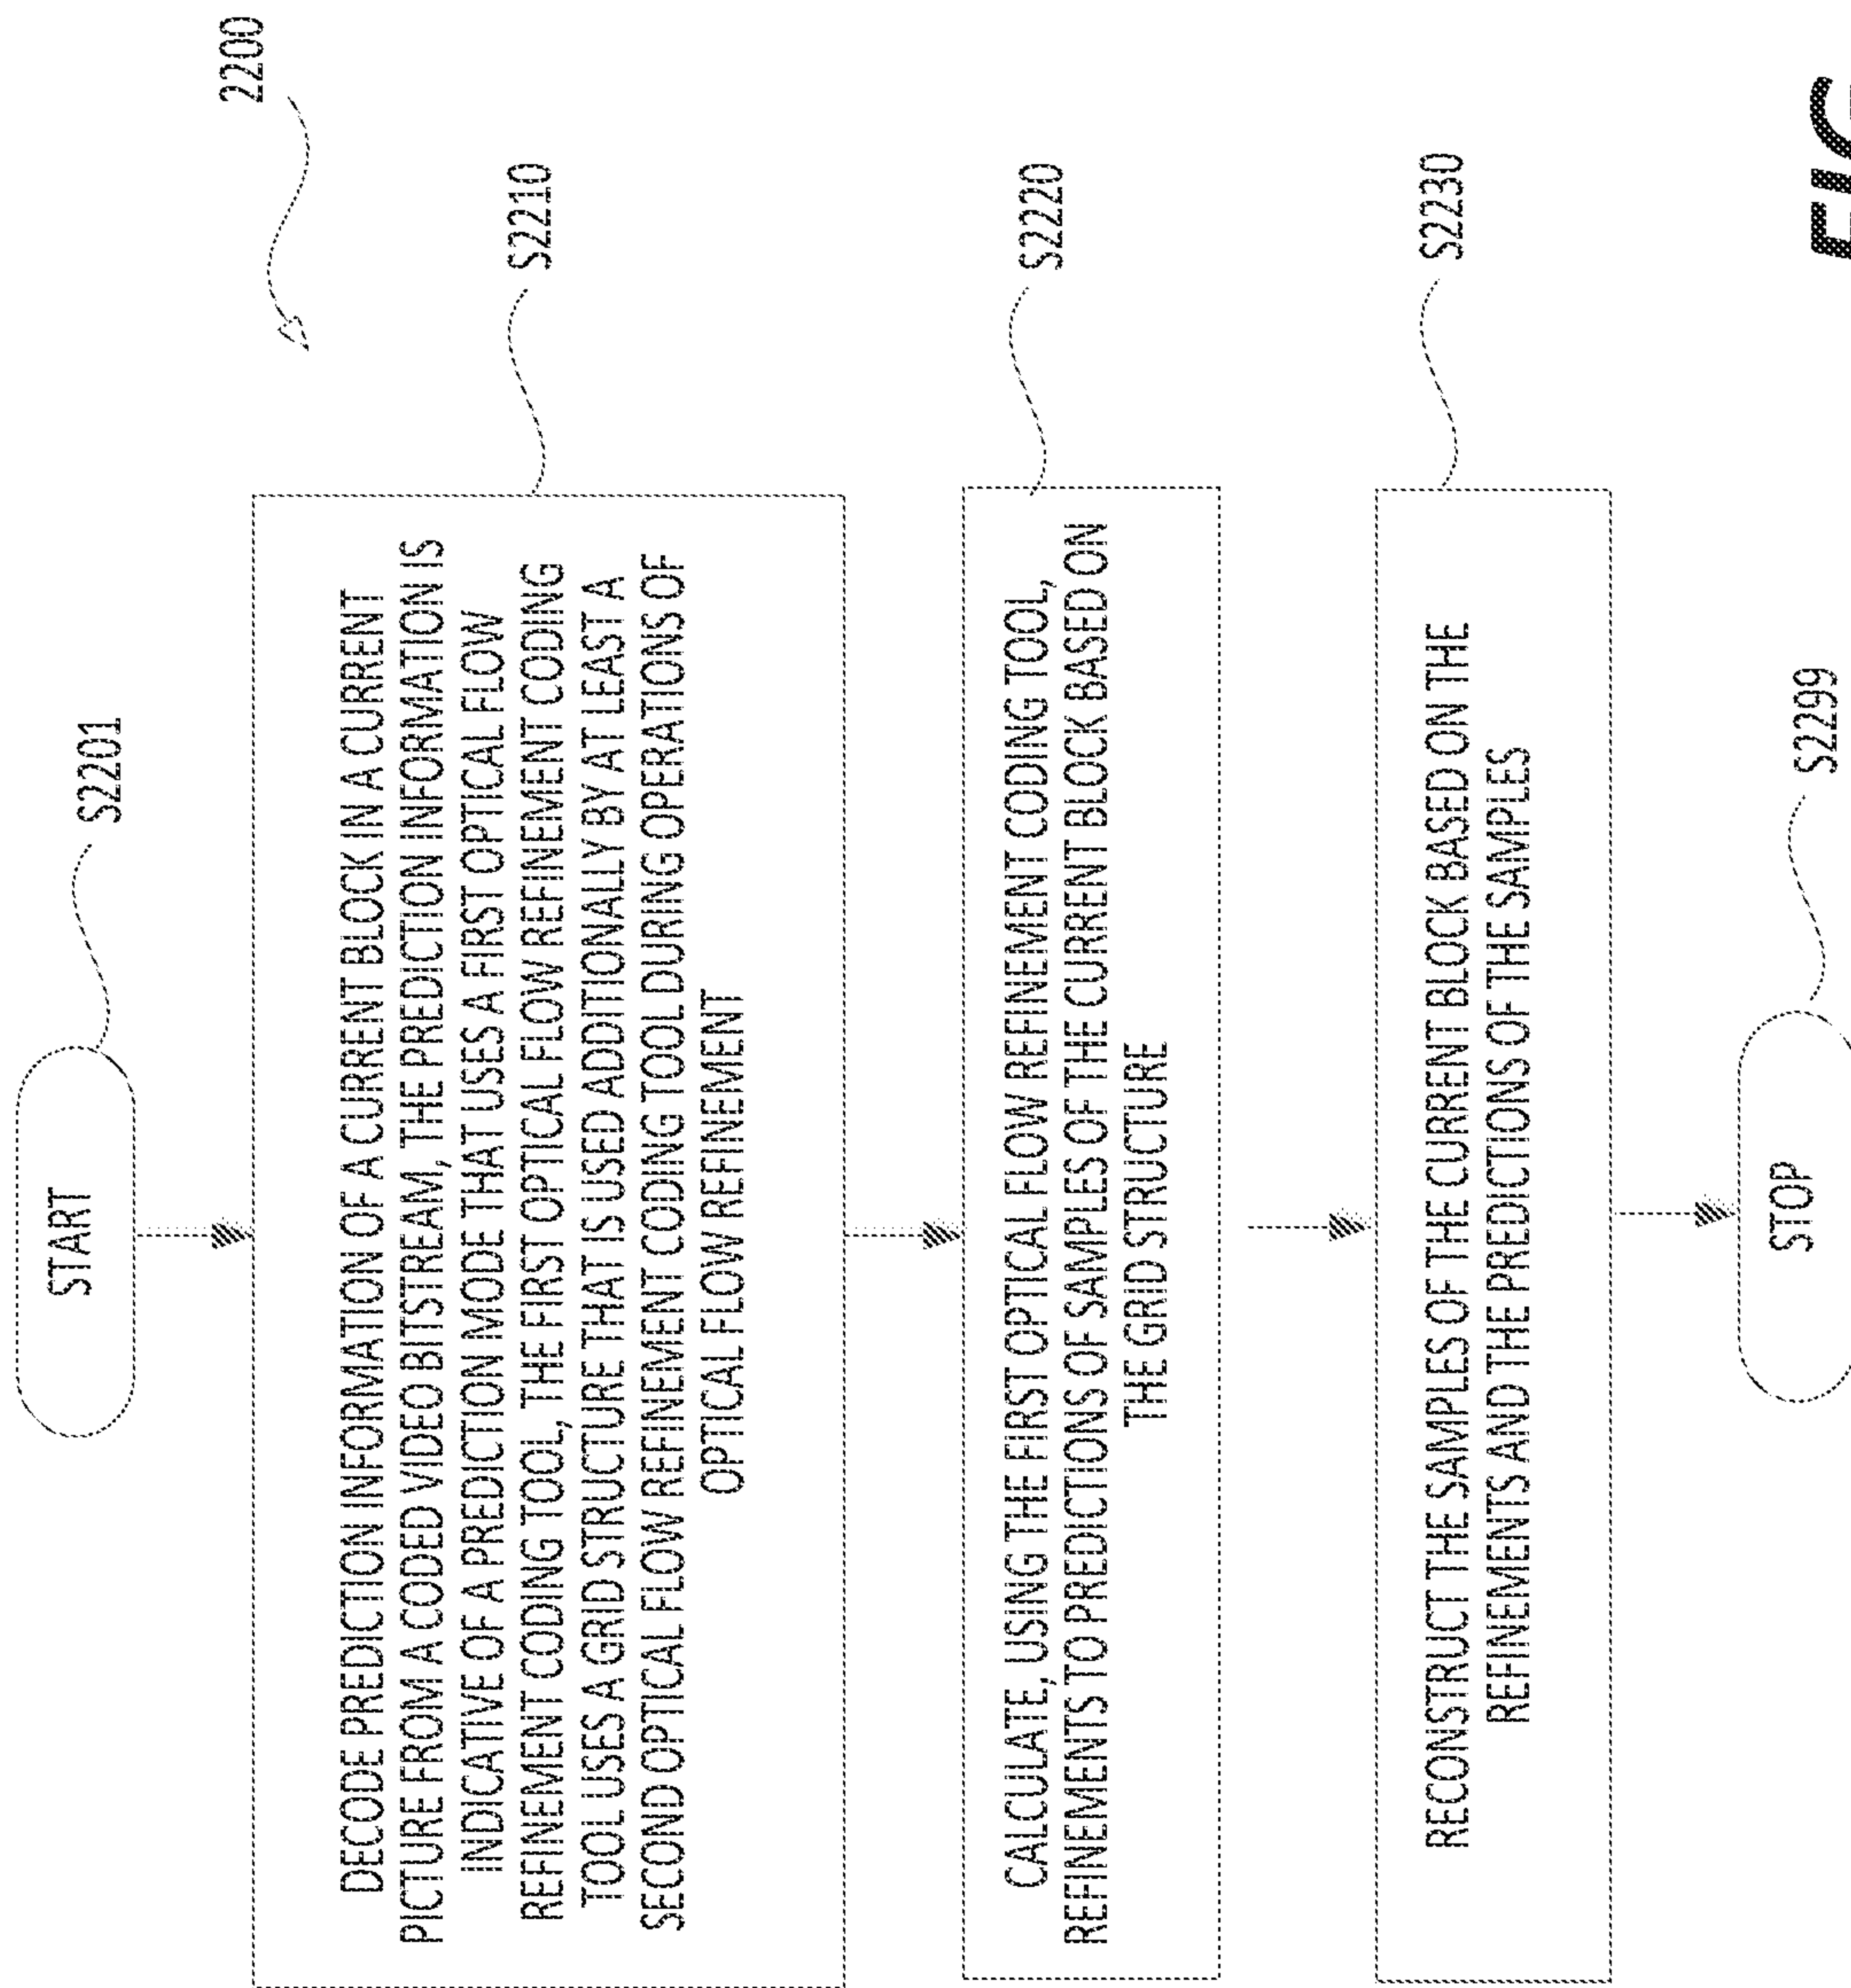 2200
START
S2201
DECODE PREDICTION INFORMATION OF A CURRENT BLOCK IN A CURRENT
PICTURE FROM A CODED VIDEO BITSTREAM, THE PREDICTION INFORMATION IS
INDICATIVE OF A PREDICTION MODE THAT USES A FIRST OPTICAL FLOW
REFINEMENT CODING TOOL, THE FIRST OPTICAL FLOW REFINEMENT CODING
TOOL USES A GRID STRUCTURE THAT IS USED ADDITIONALLY BY AT LEAST A
SECOND OPTICAL FLOW REFINEMENT CODING TOOL DURING OPERATIONS OF
OPTICAL FLOW REFINEMENT
S2210
CALCULATE, USING THE FIRST OPTICAL FLOW REFINEMENT CODING TOOL,
REFINEMENTS TO PREDICTIONS OF SAMPLES OF THE CURRENT BLOCK BASED ON
THE GRID STRUCTURE
S2220
RECONSTRUCT THE SAMPLES OF THE CURRENT BLOCK BASED ON THE
REFINEMENTS AND THE PREDICTIONS OF THE SAMPLES
S2230
STOP
S2299